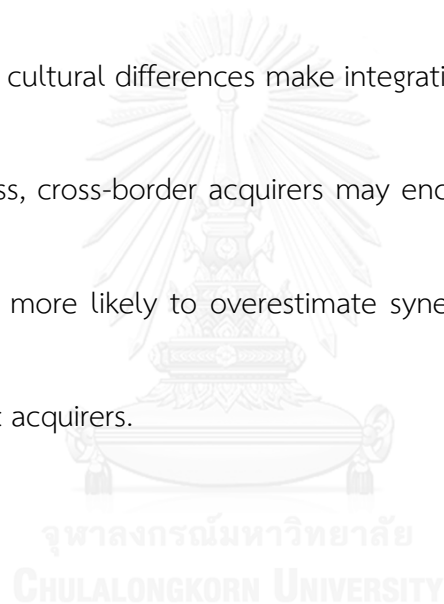 cultural differences make integrati
ss, cross-border acquirers may end
more likely to overestimate syne
acquirers.
จุฬาลงกรณ์มหาวิทยาลัย
CHULALONGKORN UNIVERSITY